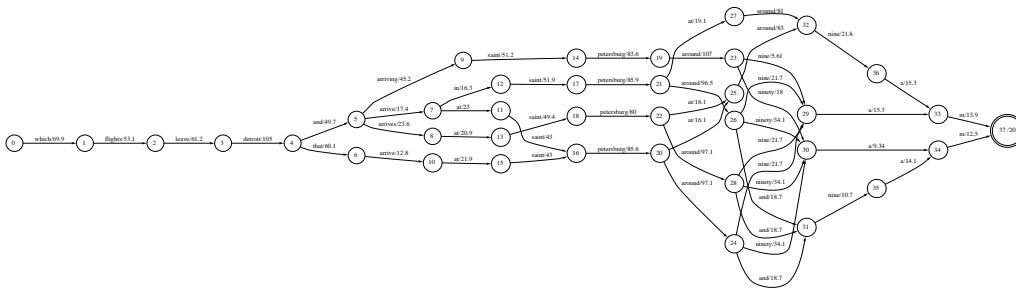 0
which/69.9
1
flights/53.1
2
leave/61.2
3
detroit/105
4
and/49.7
that/60.1
5
6
arriving/45.2
arrive/17.4
arrives/23.6
arrive/12.8
9
7
8
10
in/16.3
at/23
at/20.9
at/21.9
12
11
13
15
saint/51.2
saint/51.9
saint/49.4
saint/43
saint/43
14
17
18
16
petersburg/83.6
petersburg/85.9
petersburg/80
petersburg/85.6
19
21
22
20
at/19.1
around/107
around/96.5
at/16.1
at/16.1
around/97.1
around/97.1
27
23
25
26
28
24
around/81
around/83
nine/5.61
nine/21.7
ninety/18
ninety/34.1
nine/21.7
nine/21.7
ninety/34.1
and/18.7
and/18.7
ninety/34.1
and/18.7
32
29
30
31
nine/21.8
a/15.3
a/9.34
nine/10.7
36
35
a/15.3
a/14.1
33
34
m/13.9
m/12.5